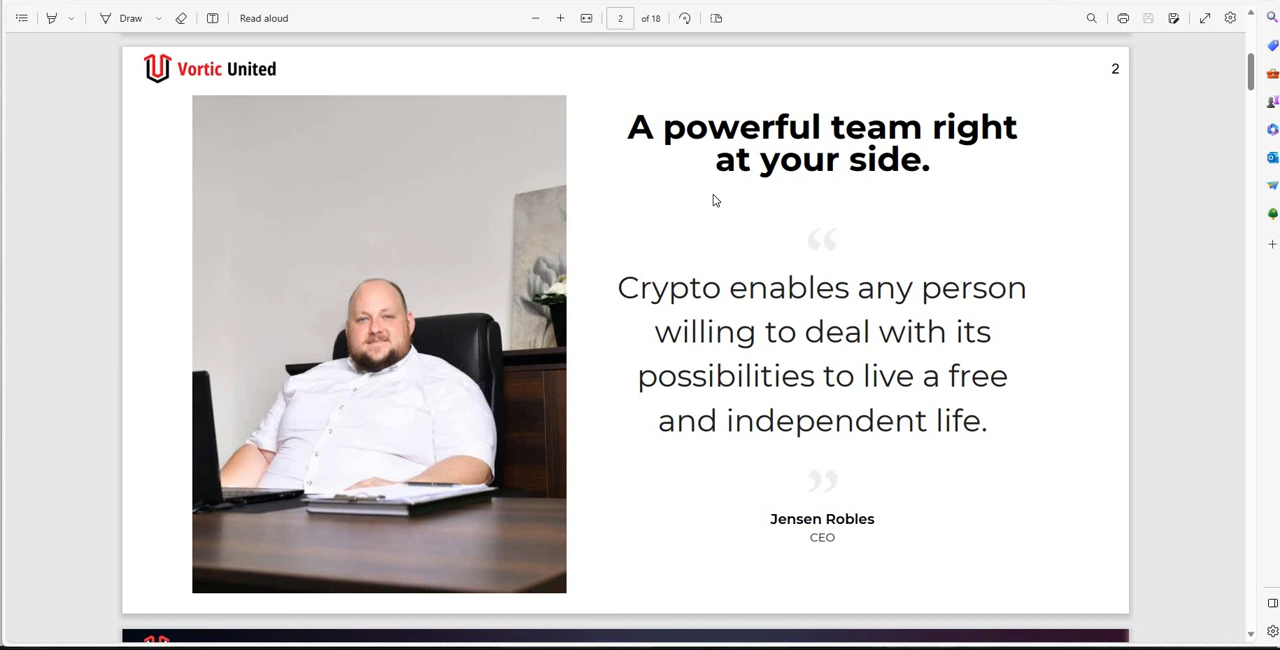 Draw
Read aloud
2
of 18
Vortic United
2
A powerful team right
at your side.
“
Crypto enables any person
willing to deal with its
possibilities to live a free
and independent life.
”
Jensen Robles
CEO